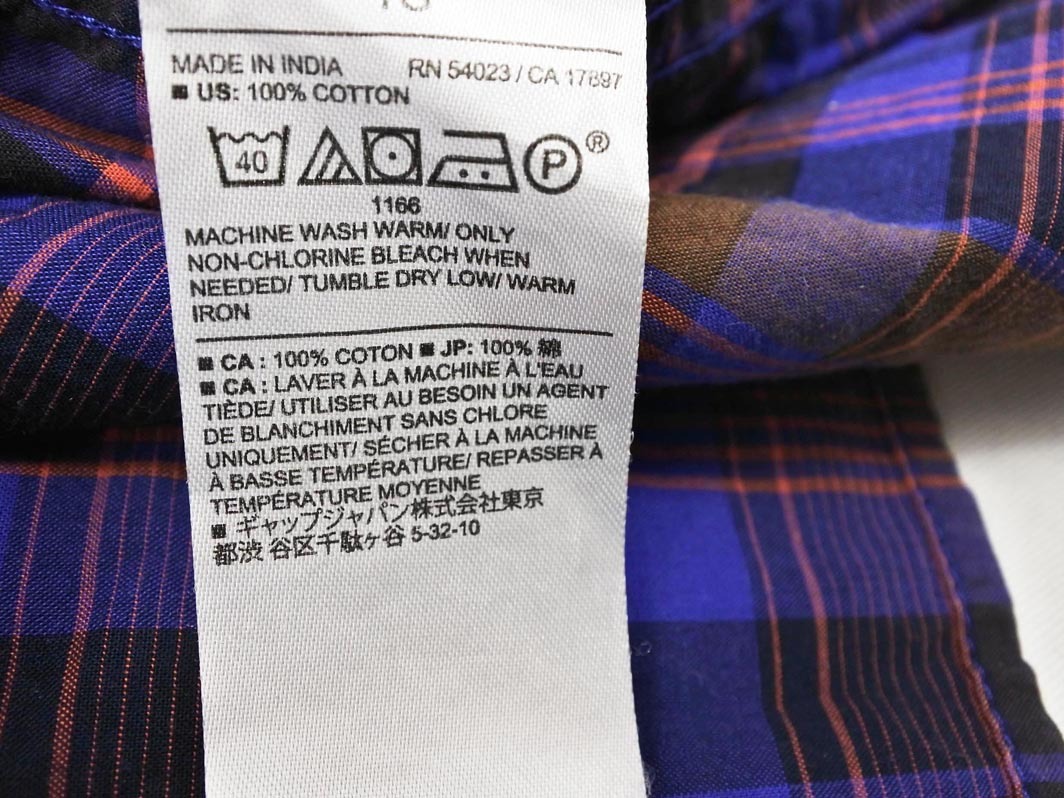 MADE IN INDIA RN 54023 / CA 17897
■ US: 100% COTTON
40 P ®
1166
MACHINE WASH WARM/ ONLY
NON-CHLORINE BLEACH WHEN
NEEDED/ TUMBLE DRY LOW/ WARM
IRON
■ CA : 100% COTON ■ JP: 100% 綿
■ CA : LAVER À LA MACHINE À L'EAU
TIÈDE/ UTILISER AU BESOIN UN AGENT
DE BLANCHIMENT SANS CHLORE
UNIQUEMENT/ SÉCHER À LA MACHINE
À BASSE TEMPÉRATURE/ REPASSER À
TEMPÉRATURE MOYENNE
■ ギャップジャパン株式会社東京
都渋 谷区千駄ヶ谷 5-32-10